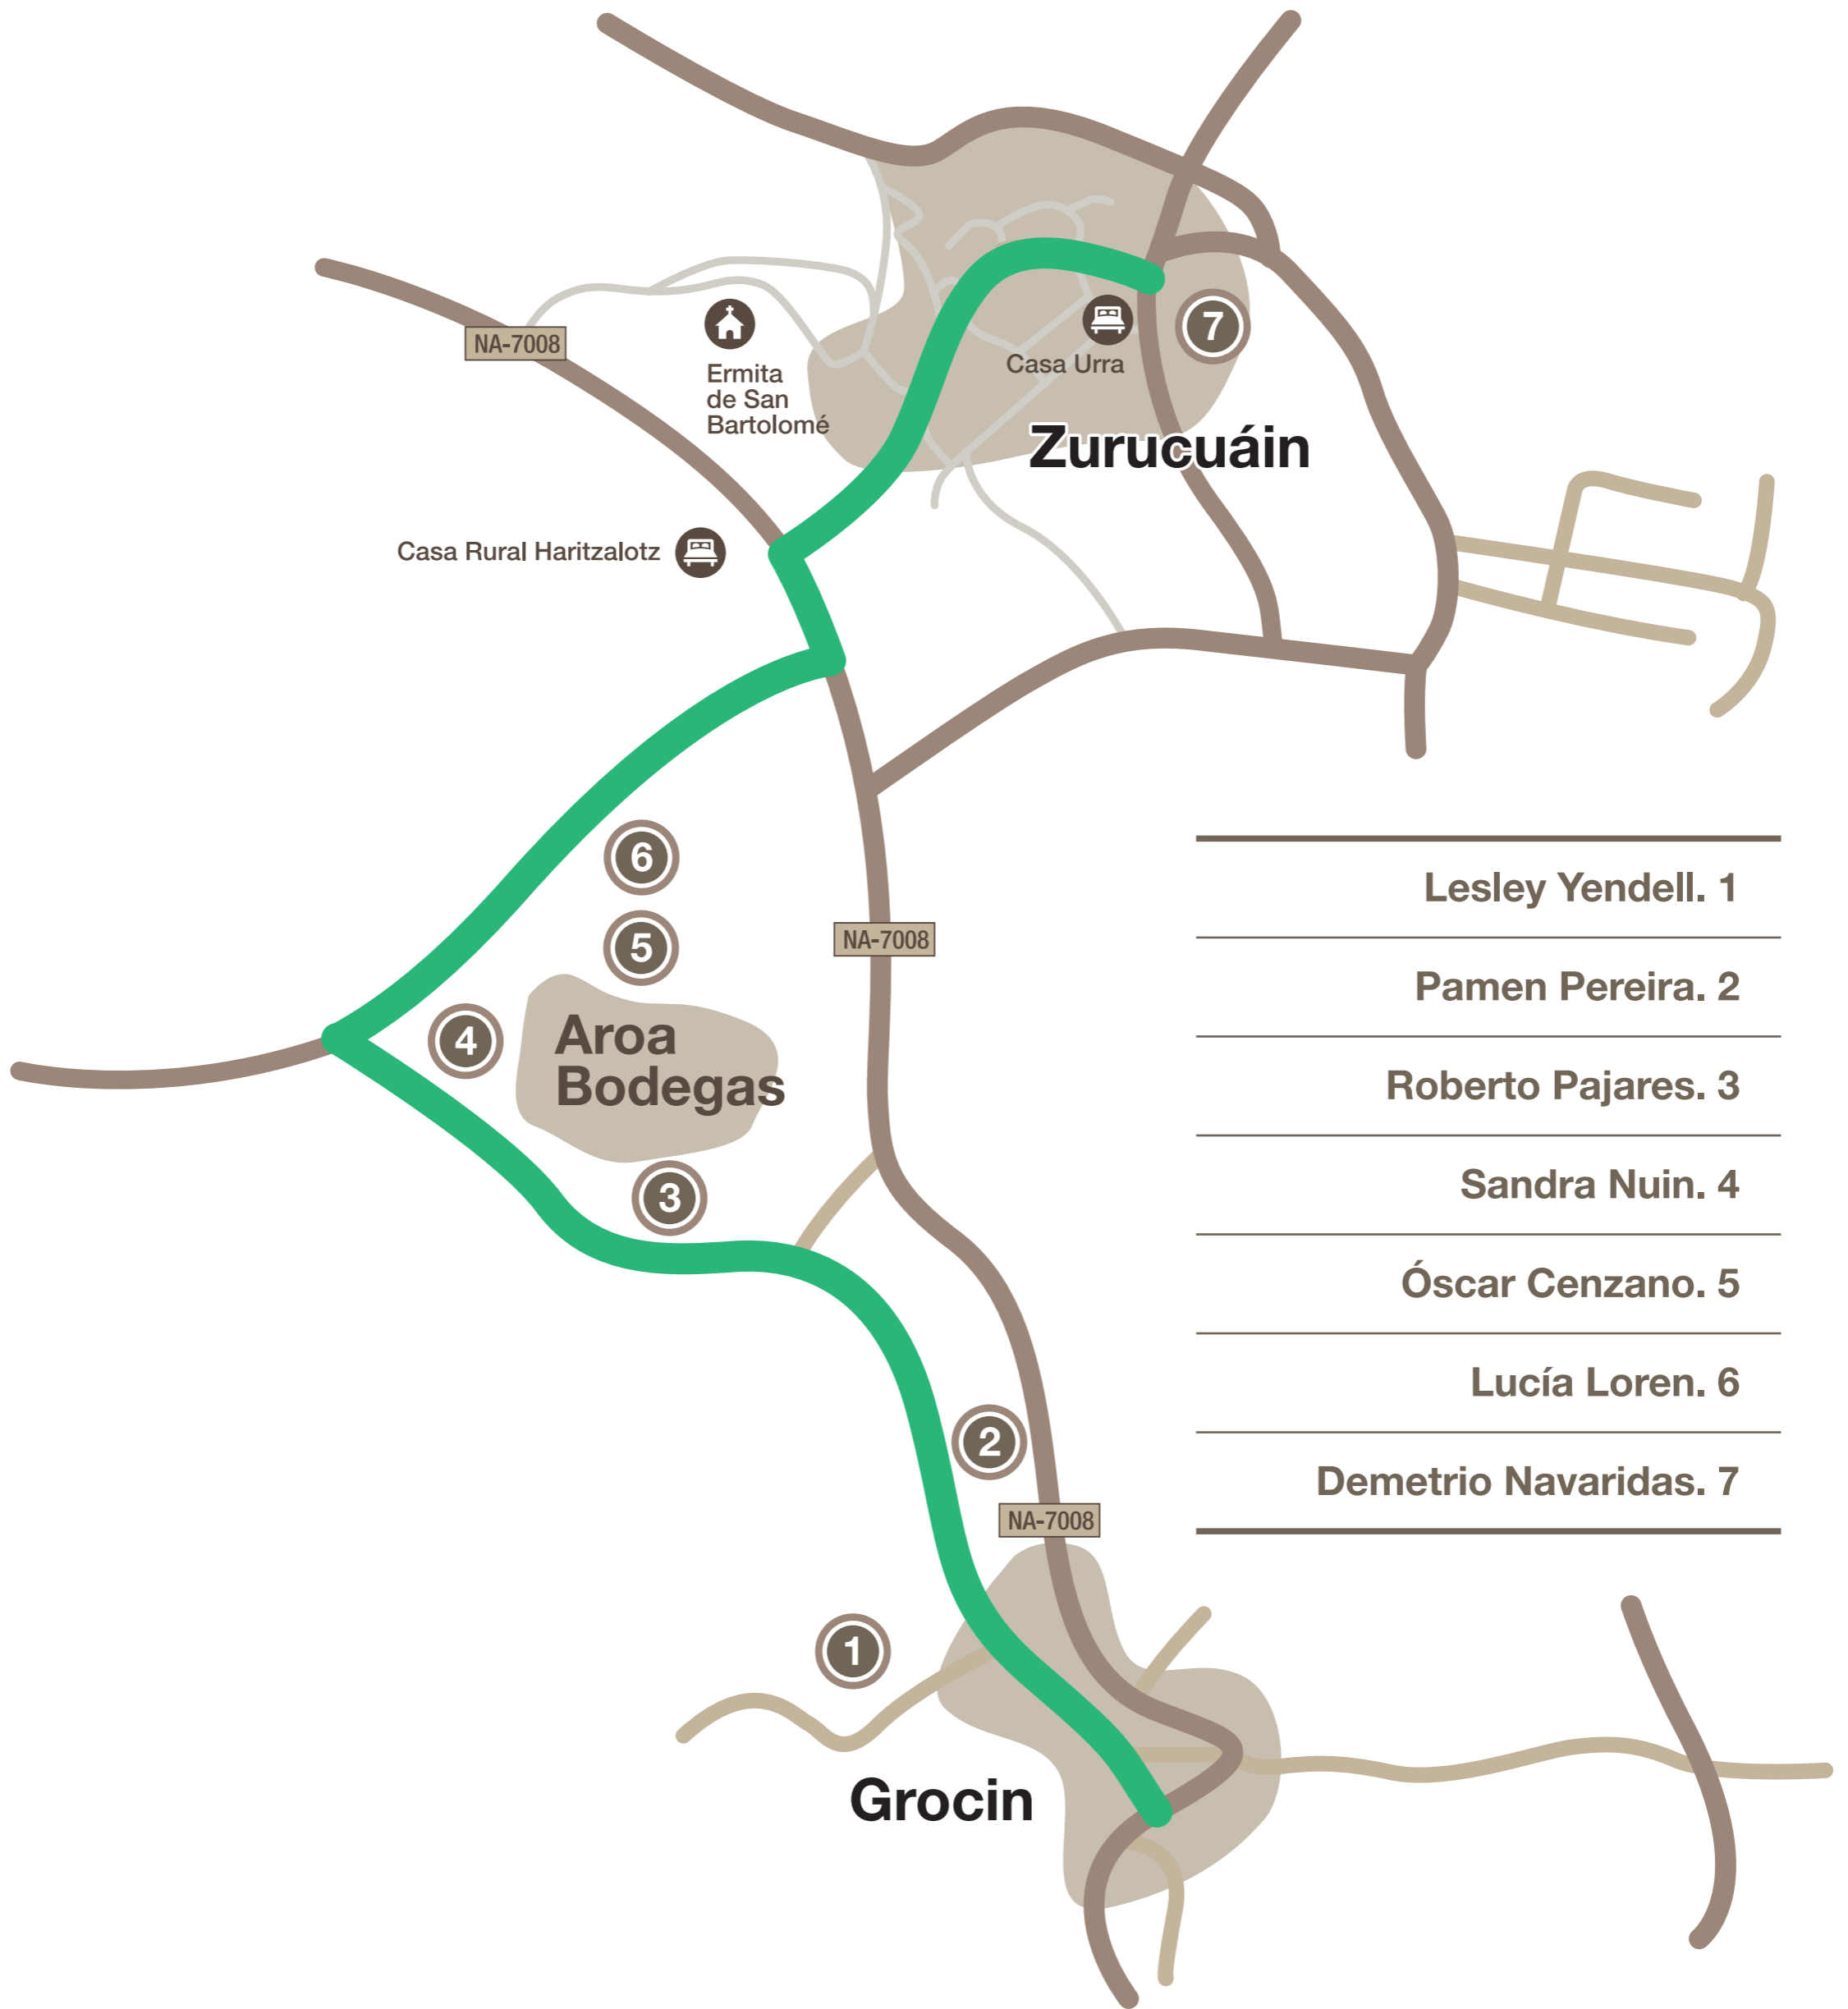 NA-7008
Ermita
de San
Bartolomé
Casa Urra
7
Zurucuáin
Casa Rural Haritzalotz
6
5
NA-7008
4
Aroa
Bodegas
3
2
NA-7008
1
Grocin
Lesley Yendell. 1
Pamen Pereira. 2
Roberto Pajares. 3
Sandra Nuin. 4
Óscar Cenzano. 5
Lucía Loren. 6
Demetrio Navaridas. 7